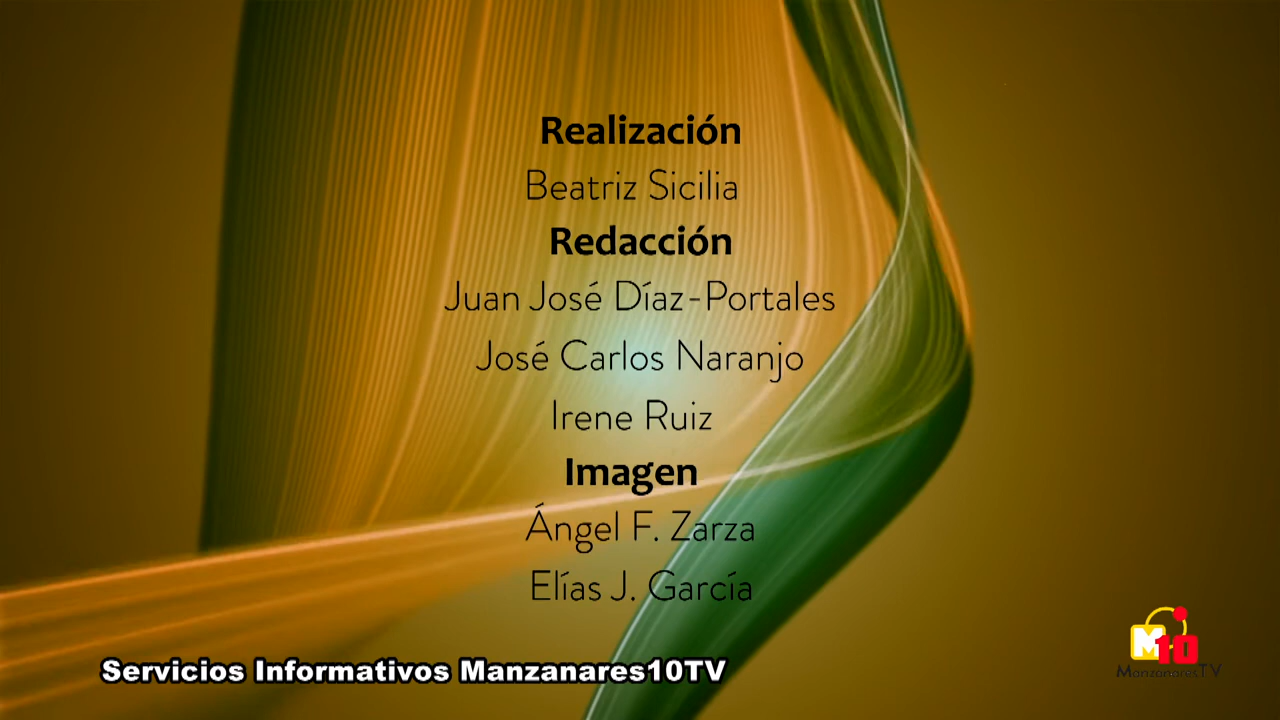 Realización
Beatriz Sicilia
Redacción
Juan José Díaz-Portales
José Carlos Naranjo
Irene Ruiz
Imagen
Ángel F. Zarza
Elías J. García
Servicios Informativos Manzanares10TV
M10
ManzanaresTV